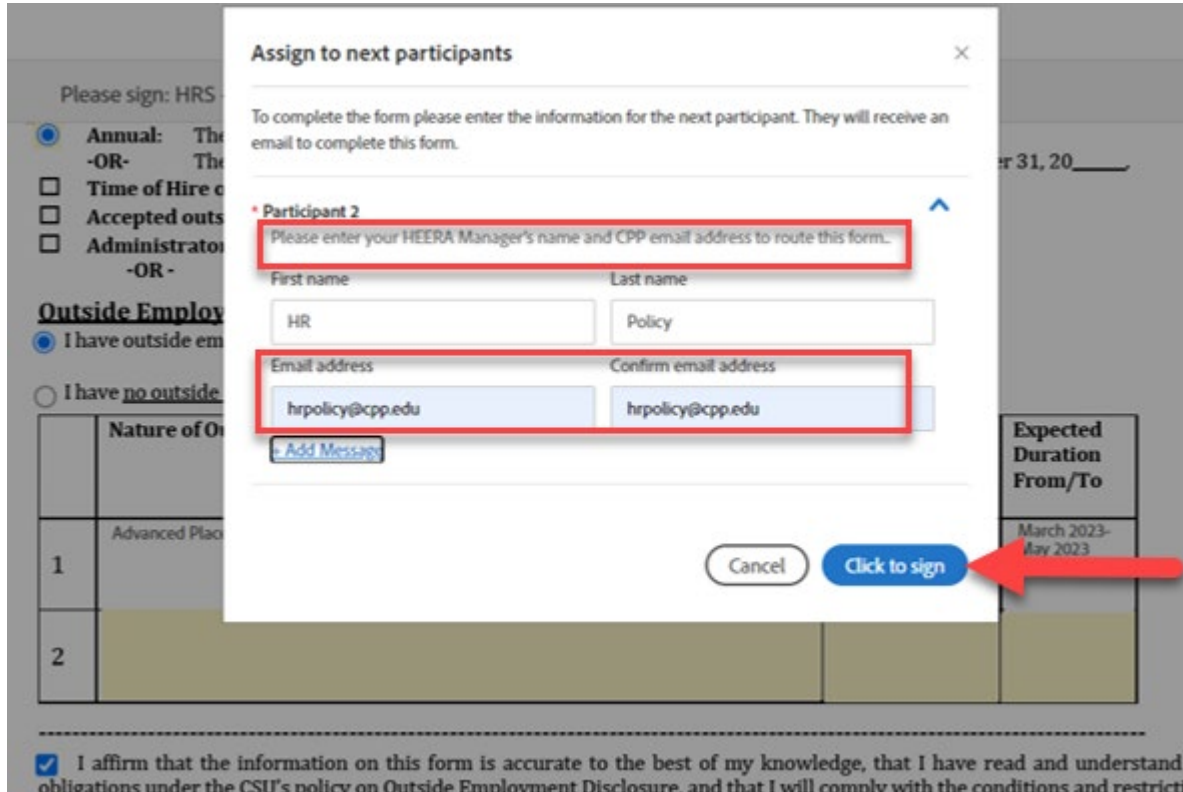 Assign to next participants
Please sign: HRS -
To complete the form please enter the information for the next participant. They will receive an
email to complete this form.
Annual: The
-OR- The
er 31, 20____.
Time of Hire o
Accepted outs
Administrator
-OR -
* Participant 2
Please enter your HEERA Manager's name and CPP email address to route this form..
First name
Last name
HR
Policy
Outside Employ
I have outside em
Email address
Confirm email address
hrpolicy@cpp.edu
hrpolicy@cpp.edu
I have no outside
+ Add Message
Nature of Ou
Expected
Duration
From/To
1
Advanced Place
March 2023-
May 2023
Cancel
Click to sign
2
I affirm that the information on this form is accurate to the best of my knowledge, that I have read and understand
obligations under the CSU's policy on Outside Employment Disclosure, and that I will comply with the conditions and restricti